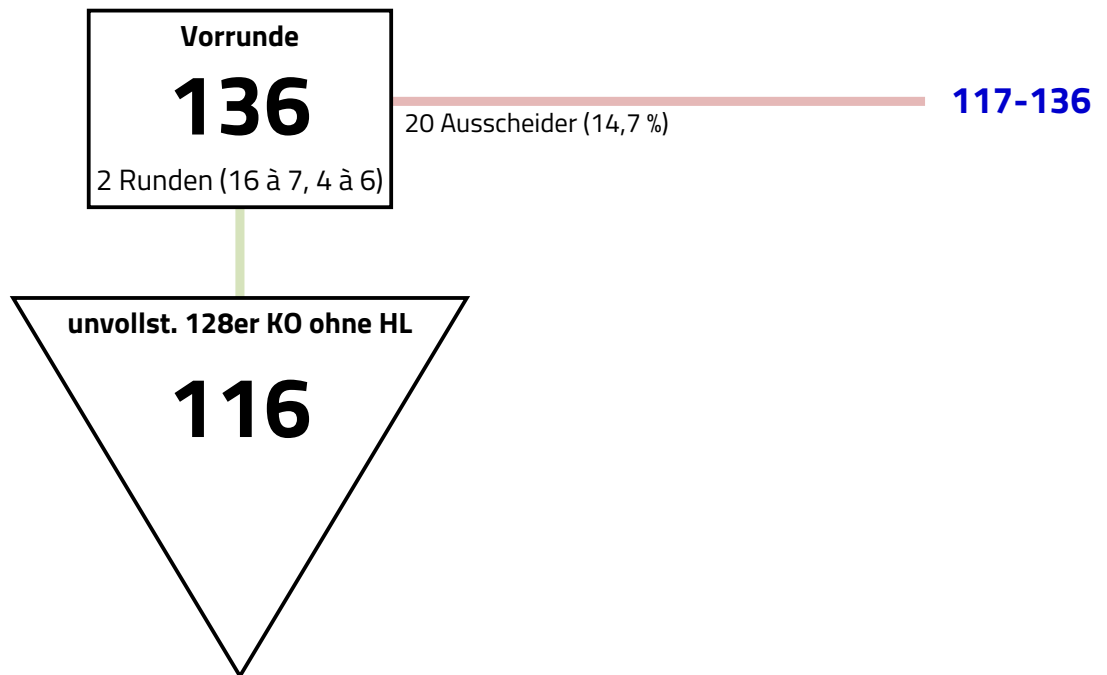 Vorrunde
136
117-136
20 Ausscheider (14,7 %)
2 Runden (16 à 7, 4 à 6)
unvollst. 128er KO ohne HL
116